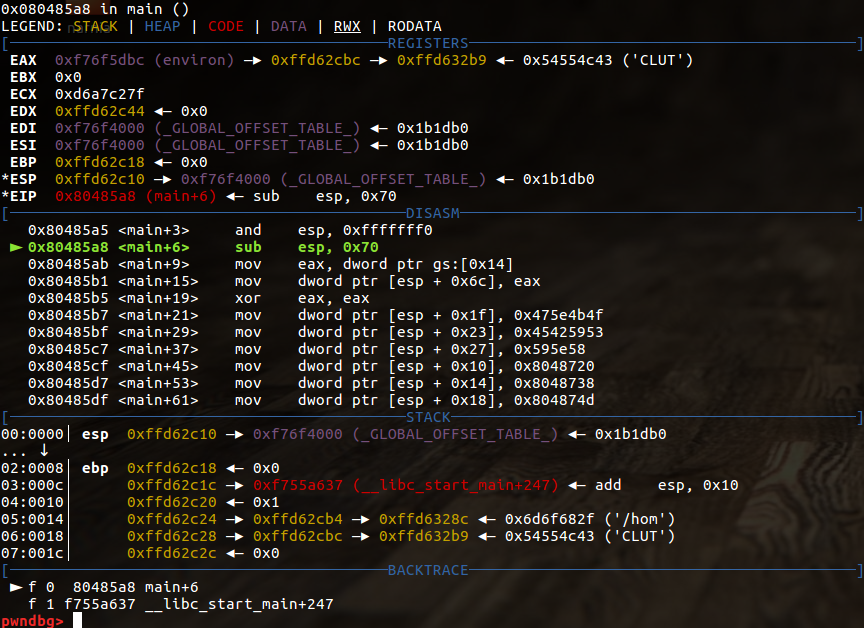 0x080485a8 in main ()
LEGEND: STACK | HEAP | CODE | DATA | RWX | RODATA
[REGISTERS]
EAX 0xf76f5dbc (environ) —▸ 0xffd62cbc —▸ 0xffd632b9 ◂— 0x54554c43 ('CLUT')
EBX 0x0
ECX 0xd6a7c27f
EDX 0xffd62c44 ◂— 0x0
EDI 0xf76f4000 (_GLOBAL_OFFSET_TABLE_) ◂— 0x1b1db0
ESI 0xf76f4000 (_GLOBAL_OFFSET_TABLE_) ◂— 0x1b1db0
EBP 0xffd62c18 ◂— 0x0
*ESP 0xffd62c10 —▸ 0xf76f4000 (_GLOBAL_OFFSET_TABLE_) ◂— 0x1b1db0
*EIP 0x80485a8 (main+6) ◂— sub esp, 0x70
[DISASM]
0x80485a5 <main+3> and esp, 0xfffffff0
► 0x80485a8 <main+6> sub esp, 0x70
0x80485ab <main+9> mov eax, dword ptr gs:[0x14]
0x80485b1 <main+15> mov dword ptr [esp + 0x6c], eax
0x80485b5 <main+19> xor eax, eax
0x80485b7 <main+21> mov dword ptr [esp + 0x1f], 0x475e4b4f
0x80485bf <main+29> mov dword ptr [esp + 0x23], 0x45425953
0x80485c7 <main+37> mov dword ptr [esp + 0x27], 0x595e58
0x80485cf <main+45> mov dword ptr [esp + 0x10], 0x8048720
0x80485d7 <main+53> mov dword ptr [esp + 0x14], 0x8048738
0x80485df <main+61> mov dword ptr [esp + 0x18], 0x804874d
[STACK]
00:0000│ esp 0xffd62c10 —▸ 0xf76f4000 (_GLOBAL_OFFSET_TABLE_) ◂— 0x1b1db0
... ↓
02:0008│ ebp 0xffd62c18 ◂— 0x0
03:000c│ 0xffd62c1c —▸ 0xf755a637 (__libc_start_main+247) ◂— add esp, 0x10
04:0010│ 0xffd62c20 ◂— 0x1
05:0014│ 0xffd62c24 —▸ 0xffd62cb4 —▸ 0xffd6328c ◂— 0x6d6f682f ('/hom')
06:0018│ 0xffd62c28 —▸ 0xffd62cbc —▸ 0xffd632b9 ◂— 0x54554c43 ('CLUT')
07:001c│ 0xffd62c2c ◂— 0x0
[BACKTRACE]
► f 0 80485a8 main+6
f 1 f755a637 __libc_start_main+247
pwndbg>